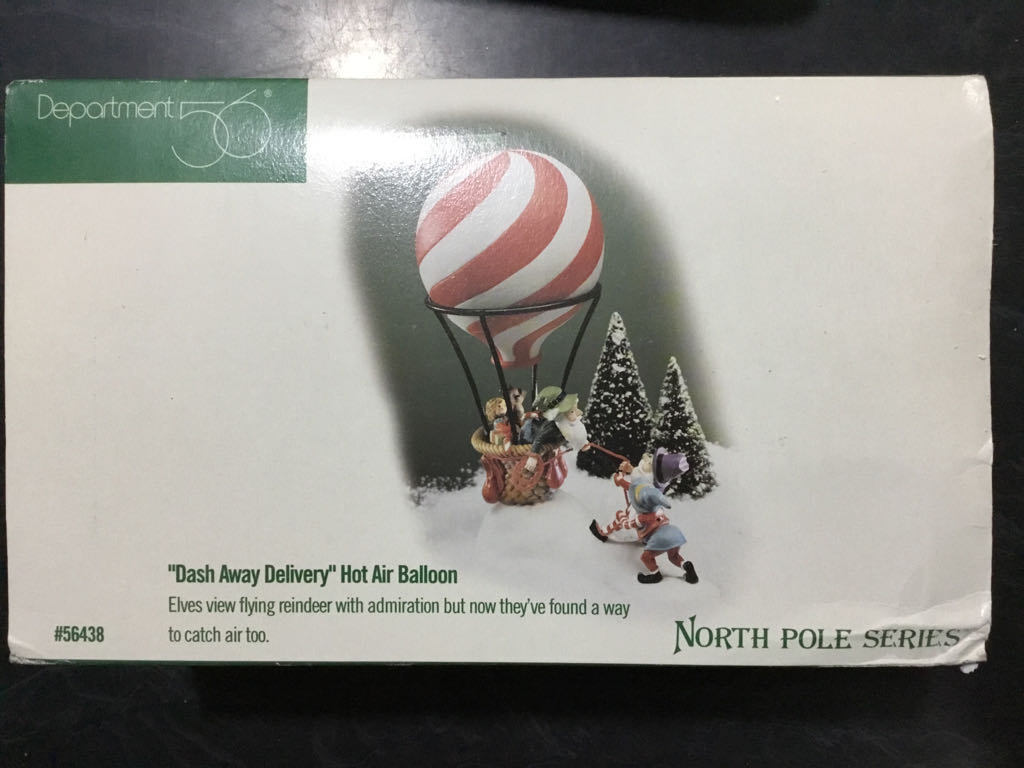 Department 56®
"Dash Away Delivery" Hot Air Balloon
Elves view flying reindeer with admiration but now they've found a way
to catch air too.
#56438
NORTH POLE SERIES™